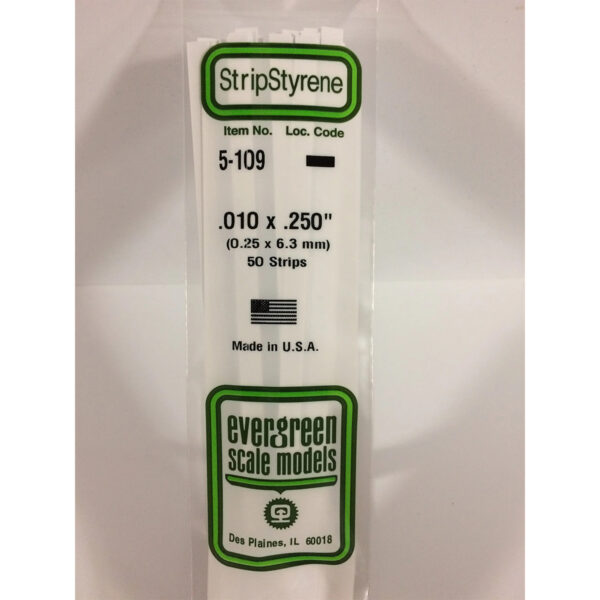 StripStyrene
Item No. Loc. Code
5-109
.010 x .250"
(0.25 x 6.3 mm)
50 Strips
Made in U.S.A.
evergreen
scale models
Des Plaines, IL 60018